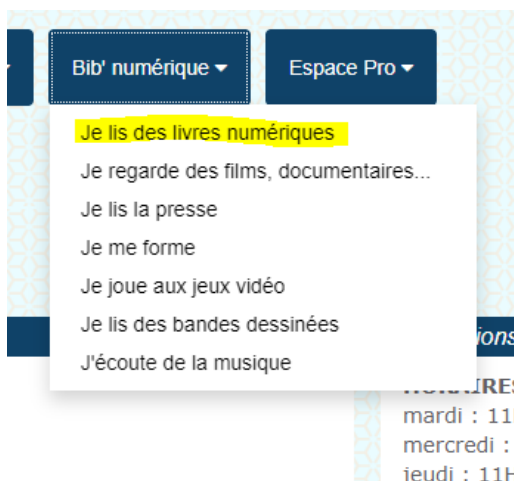 Bib' numérique Espace Pro
Je lis des livres numériques
Je regarde des films, documentaires...
Je lis la presse
Je me forme
Je joue aux jeux vidéo
Je lis des bandes dessinées
J'écoute de la musique
mardi : 11
mercredi :
jeudi : 11H